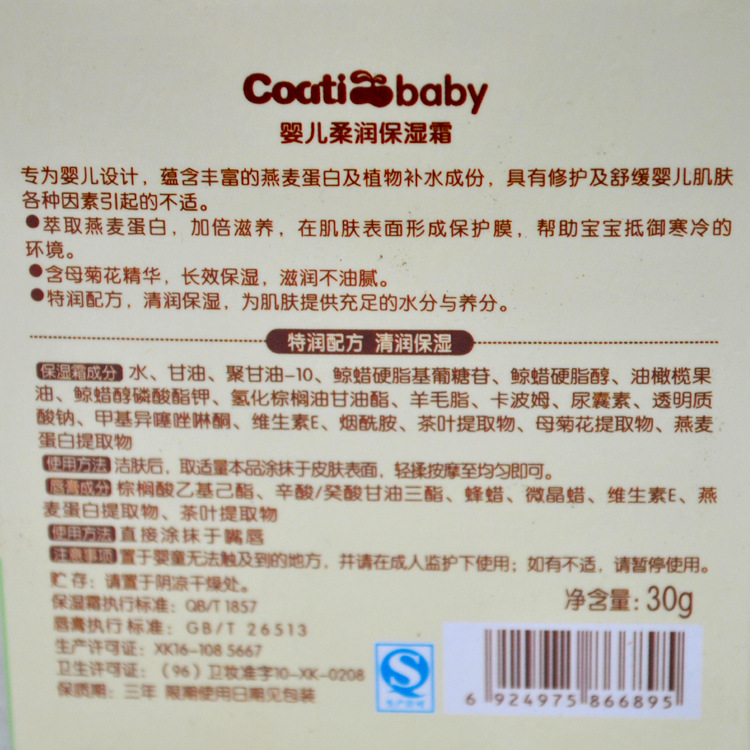 Coati baby
婴儿柔润保湿霜
专为婴儿设计，蕴含丰富的燕麦蛋白及植物补水成份，具有修护及舒缓婴儿肌肤
各种因素引起的不适。
●萃取燕麦蛋白，加倍滋养，在肌肤表面形成保护膜，帮助宝宝抵御寒冷的
环境。
●含母菊花精华，长效保湿，滋润不油腻。
●特润配方，清润保湿，为肌肤提供充足的水分与养分。
特润配方 清润保湿
保湿霜成分 水、甘油、聚甘油-10、鲸蜡硬脂基葡糖苷、鲸蜡硬脂醇、油橄榄果
油、鲸蜡醇磷酸酯钾、氢化棕榈油甘油酯、羊毛脂、卡波姆、尿囊素、透明质
酸钠、甲基异噻唑啉酮、维生素E、烟酰胺、茶叶提取物、母菊花提取物、燕麦
蛋白提取物
使用方法 洁肤后，取适量本品涂抹于皮肤表面，轻揉按摩至均匀即可。
唇膏成分 棕榈酸乙基己酯、辛酸/癸酸甘油三酯、蜂蜡、微晶蜡、维生素E、燕
麦蛋白提取物、茶叶提取物
使用方法 直接涂抹于嘴唇
注意事项 置于婴童无法触及到的地方，并请在成人监护下使用；如有不适，请暂停使用。
贮存：请置于阴凉干燥处。
保湿霜执行标准：QB/T 1857
唇膏执行标准：GB/T 26513
生产许可证：XK16-108 5667
卫生许可证：（96）卫妆准字10-XK-0208
保质期：三年 限期使用日期见包装
净含量：30g
QS
生产许可
6 924975 866895